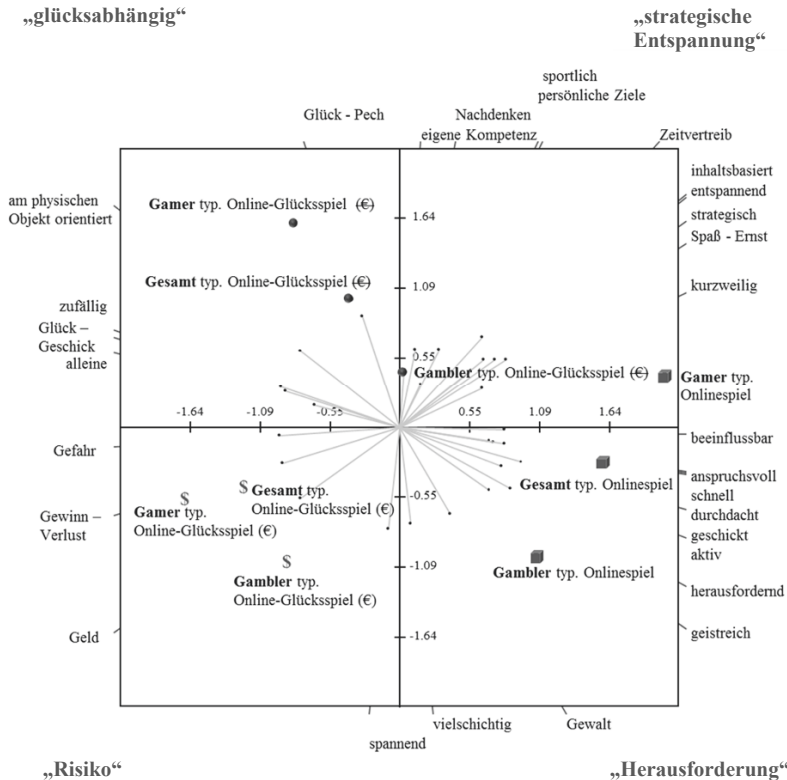 „glücksabhängig“
„strategische
Entspannung“
sportlich
persönliche Ziele
Glück - Pech
Nachdenken
eigene Kompetenz
Zeitvertreib
inhaltsbasiert
entspannend
strategisch
Spaß - Ernst
kurzweilig
am physischen
Objekt orientiert
Gamer typ. Online-Glücksspiel (€)
1.64
Gesamt typ. Online-Glücksspiel (€)
1.09
zufällig
Glück –
Geschick
alleine
0.55
Gambler typ. Online-Glücksspiel (€)
Gamer typ.
Onlinespiel
-1.64
-1.09
-0.55
0.55
1.09
1.64
beeinflussbar
Gefahr
anspruchsvoll
schnell
durchdacht
geschickt
aktiv
Gesamt typ. Onlinespiel
$
$
Gesamt typ.
Online-Glücksspiel (€)
-0.55
Gamer typ.
Online-Glücksspiel (€)
Gewinn –
Verlust
$
Gambler typ.
Online-Glücksspiel (€)
-1.09
Gambler typ. Onlinespiel
herausfordernd
Geld
-1.64
geistreich
vielschichtig
Gewalt
spannend
„Risiko“
„Herausforderung“